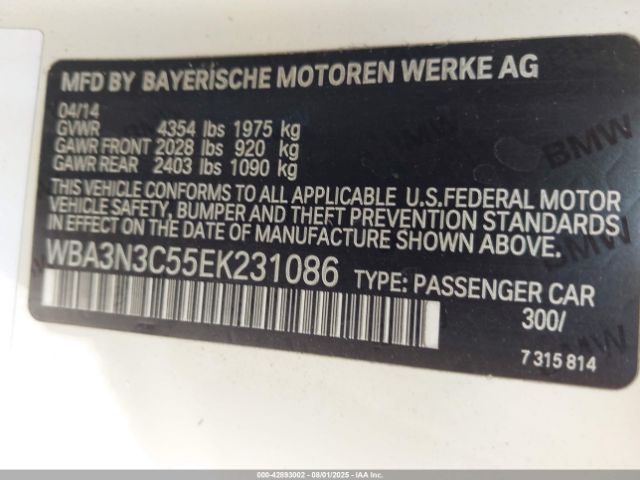 MFD BY BAYERISCHE MOTOREN WERKE AG
04/14
GVWR 4354 lbs 1975 kg
GAWR FRONT 2028 lbs 920 kg
GAWR REAR 2403 lbs 1090 kg
THIS VEHICLE CONFORMS TO ALL APPLICABLE U.S.FEDERAL MOTOR
VEHICLE SAFETY, BUMPER AND THEFT PREVENTION STANDARDS
IN EFFECT ON THE DATE OF MANUFACTURE SHOWN ABOVE.
WBA3N3C55EK231086 TYPE: PASSENGER CAR
300/
7 315 814
BMW
BMW
000-42893002 - 08/01/2025 - IAAI.com